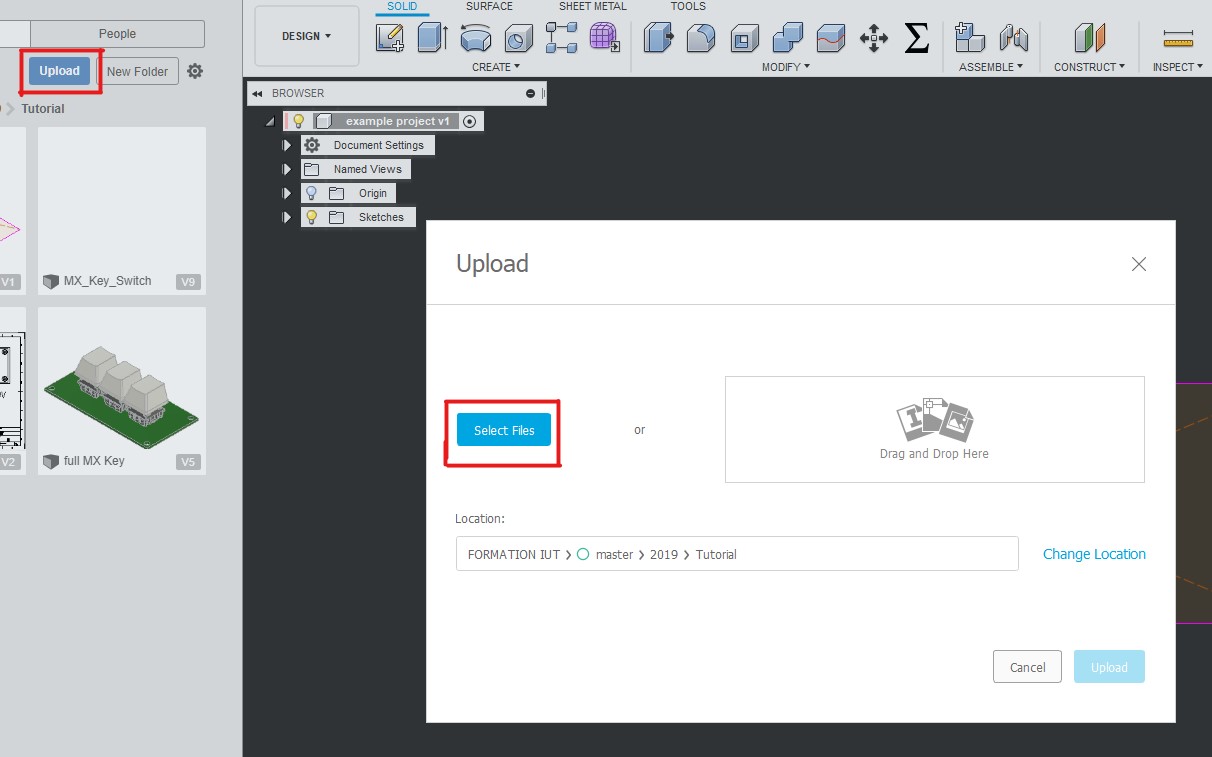 People
Upload
New Folder
Tutorial
V1
MX_Key_Switch
V9
V2
full MX Key
V5
SOLID
SURFACE
SHEET METAL
TOOLS
DESIGN
CREATE
MODIFY
ASSEMBLE
CONSTRUCT
INSPECT
BROWSER
example project v1
Document Settings
Named Views
Origin
Sketches
Upload
Select Files
or
Drag and Drop Here
Location:
FORMATION IUT > master > 2019 > Tutorial
Change Location
Cancel
Upload